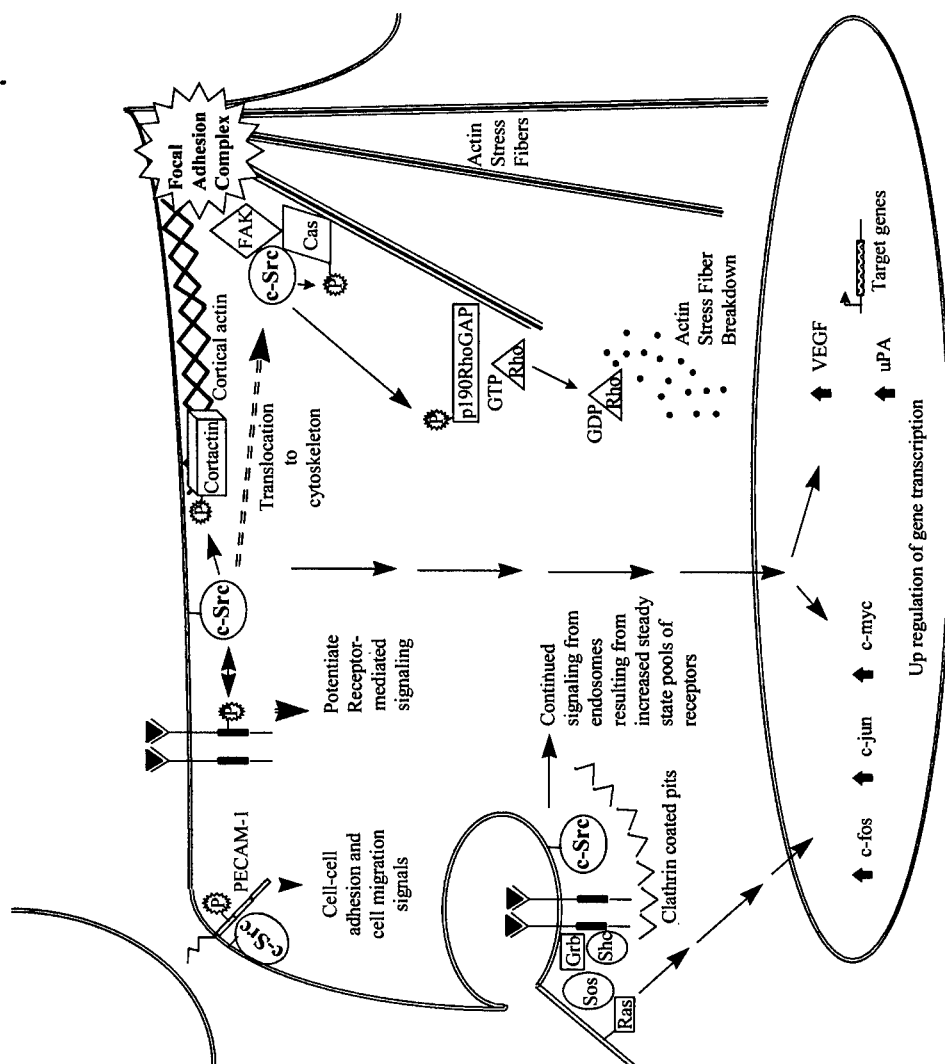 PECAM-1
P
c-Src
Cell-cell
adhesion and
cell migration
signals
P
Potentiate
Receptor-
mediated
signaling
c-Src
P
Cortactin
Cortical actin
Translocation
to
cytoskeleton
Focal
Adhesion
Complex
FAK
Cas
c-Src
P
Actin
Stress
Fibers
P
p190RhoGAP
GTP
Rho
GDP
Rho
Actin
Stress Fiber
Breakdown
c-Src
Grb
Shc
Sos
Ras
Clathrin coated pits
Continued
signaling from
endosomes
resulting from
increased steady
state pools of
receptors
c-fos
c-jun
c-myc
VEGF
uPA
Target genes
Up regulation of gene transcription